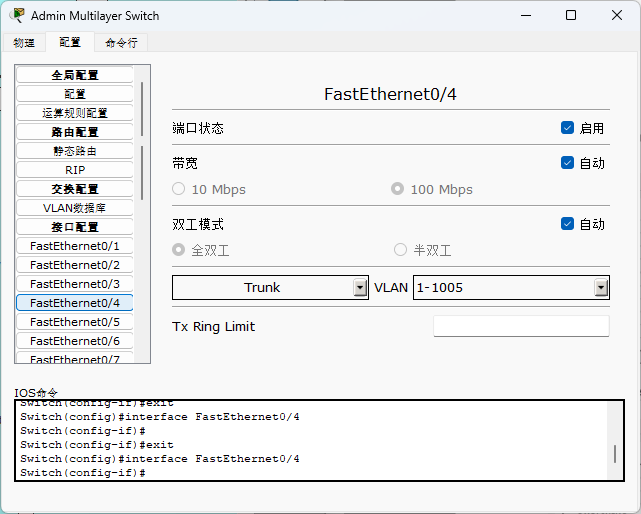 Admin Multilayer Switch
物理 配置 命令行
全局配置
配置
运算规则配置
路由配置
静态路由
RIP
交换配置
VLAN数据库
接口配置
FastEthernet0/1
FastEthernet0/2
FastEthernet0/3
FastEthernet0/4
FastEthernet0/5
FastEthernet0/6
FastEthernet0/7
FastEthernet0/4
端口状态 启用
带宽 自动
10 Mbps 100 Mbps
双工模式 自动
全双工 半双工
Trunk VLAN 1-1005
Tx Ring Limit
IOS命令
Switch(config-if)#exit
Switch(config)#interface FastEthernet0/4
Switch(config-if)#
Switch(config-if)#exit
Switch(config)#interface FastEthernet0/4
Switch(config-if)#